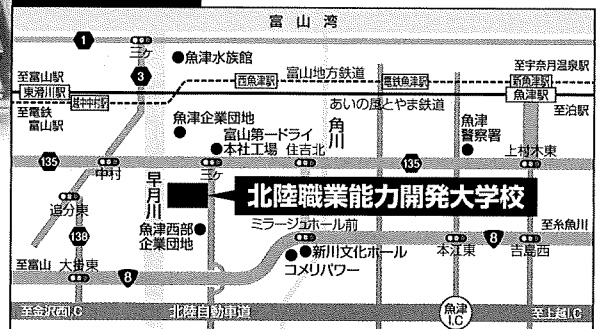 富山湾
1
三ケ
魚津水族館
3
至富山駅
西魚津駅
富山地方鉄道
電鉄魚津駅
至宇奈月温泉駅
新魚津駅
東滑川駅
魚津駅
越中中村駅
あいの風とやま鉄道
至泊駅
至電鉄
富山駅
魚津企業団地
富山第一ドライ
本社工場
住吉北
角川
魚津
警察署
135
中村
三ケ
135
上村木東
早月川
北陸職業能力開発大学校
追分東
138
魚津西部
企業団地
ミラージュホール前
新川文化ホール
コメリパワー
本江東
8
吉島西
至糸魚川
至富山
大掛東
8
至金沢西I.C
北陸自動車道
魚津
I.C
至上越I.C